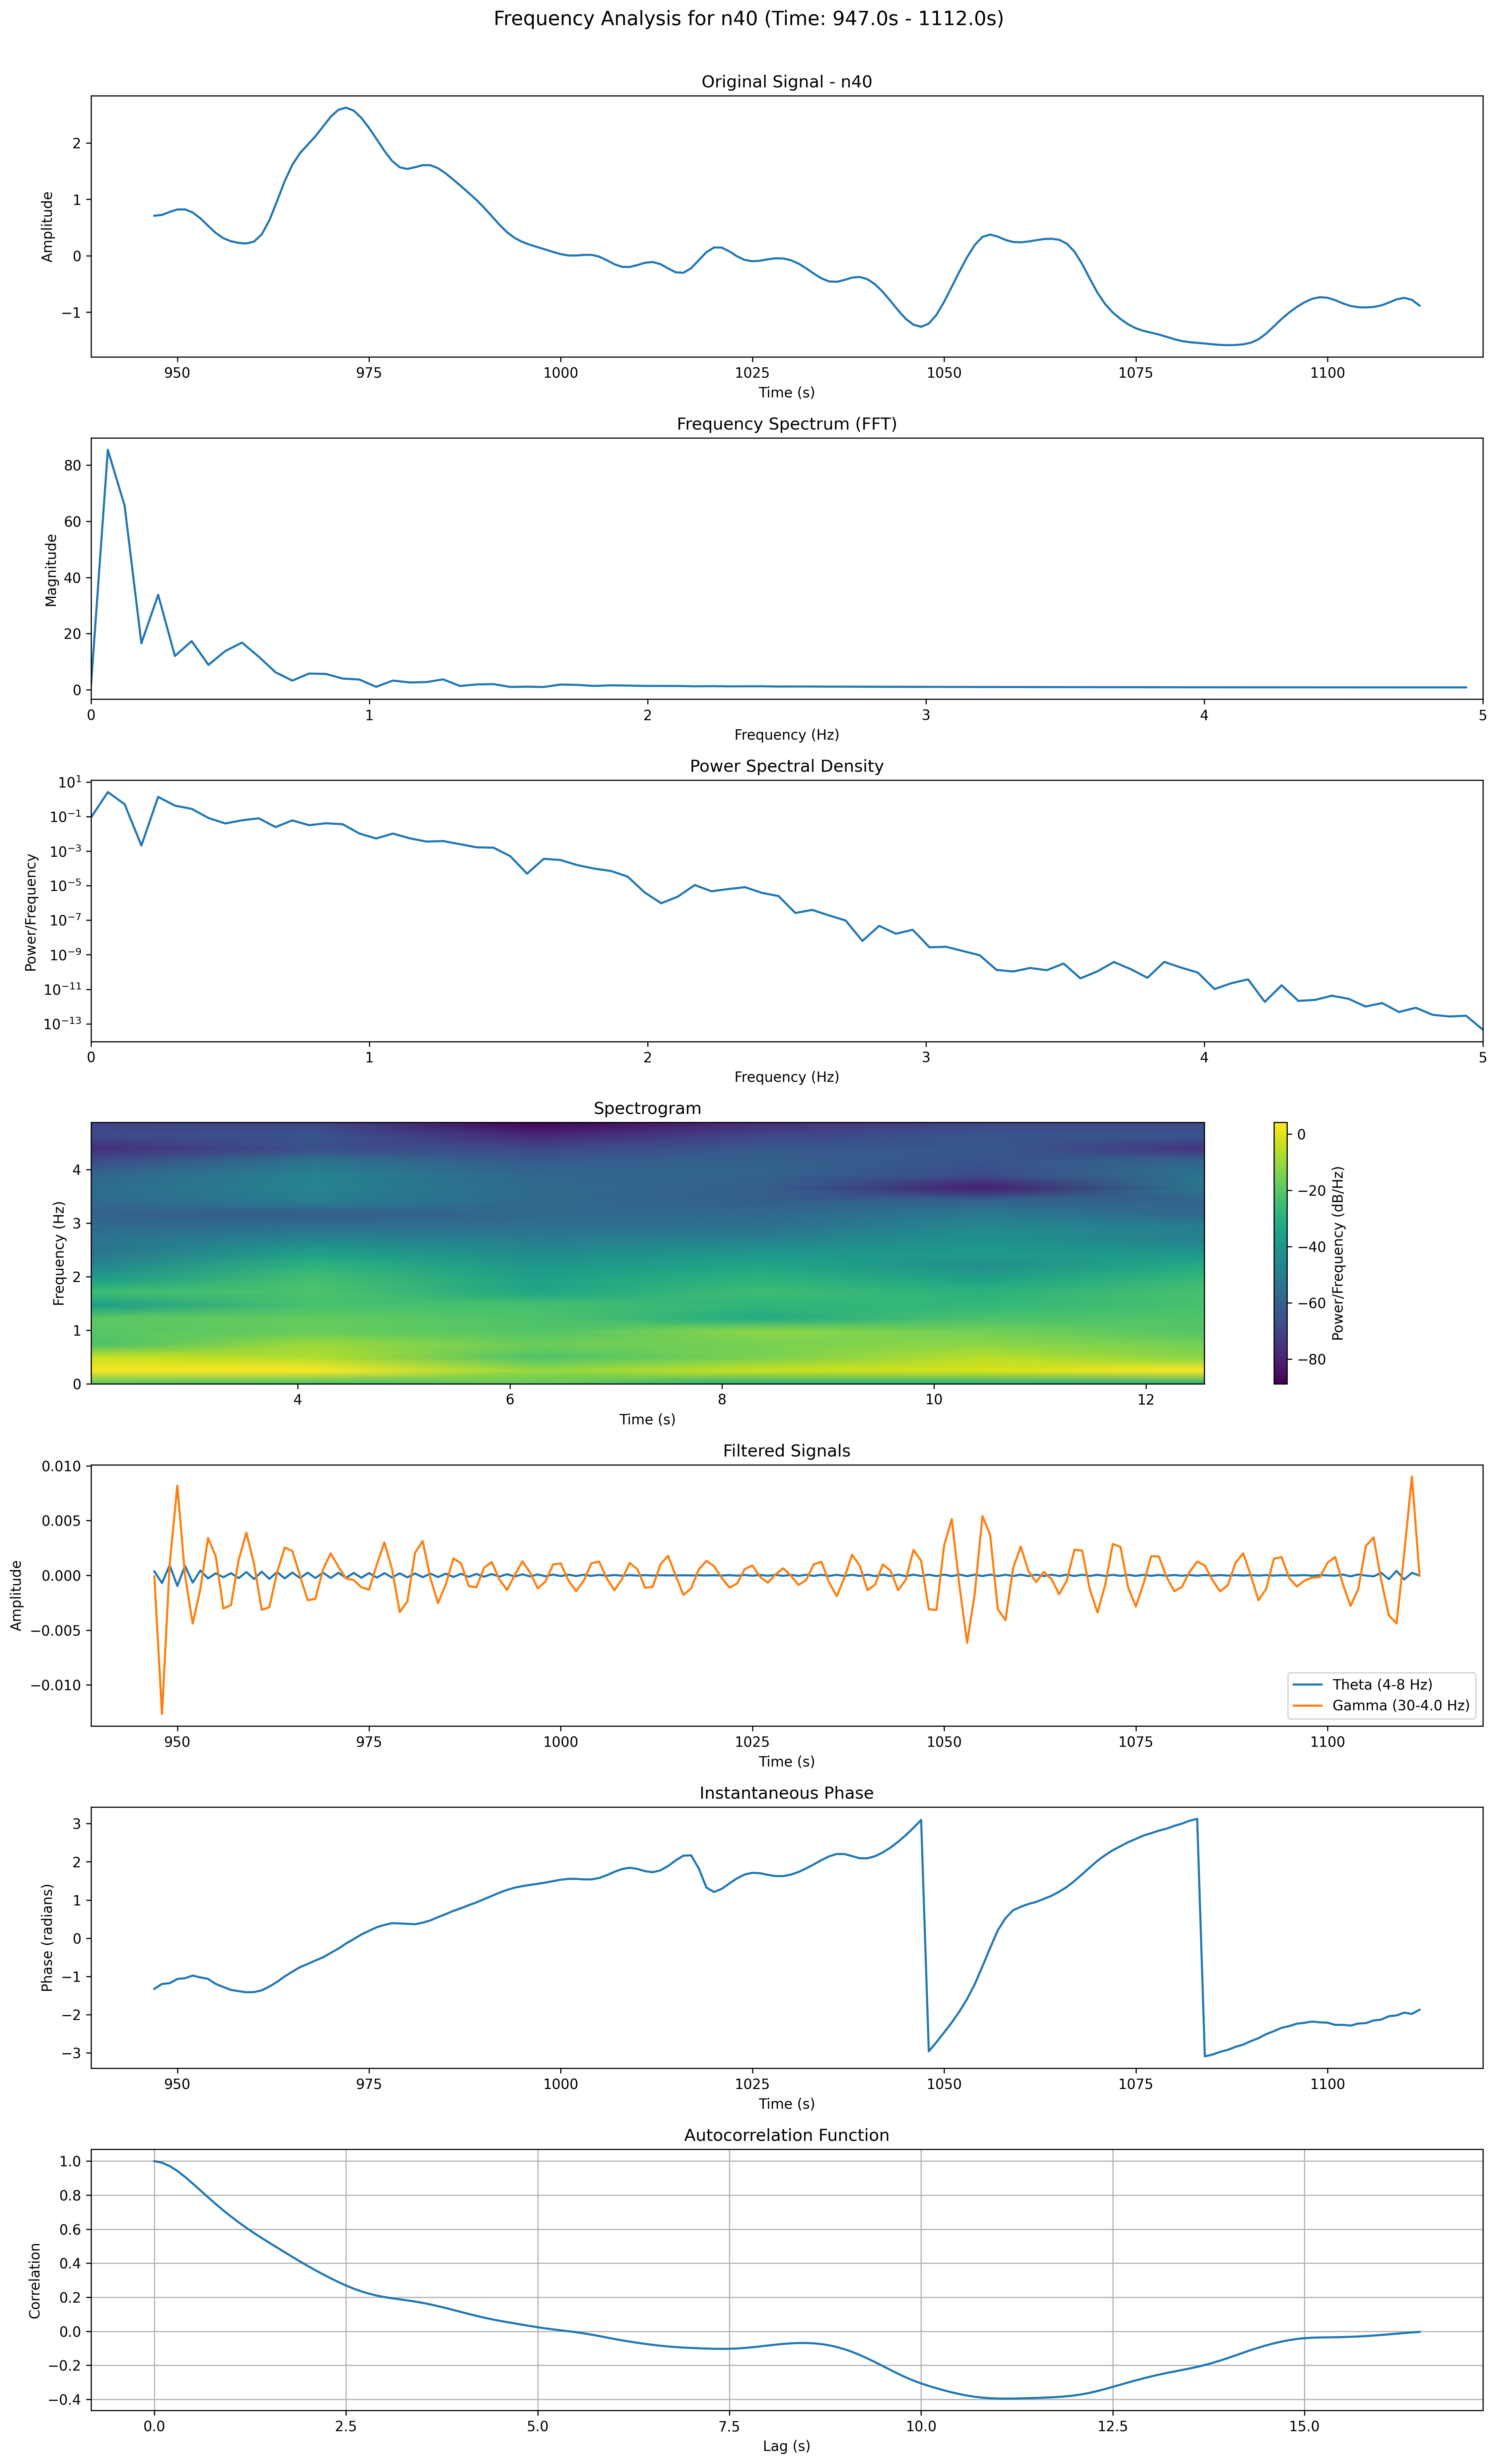 Frequency Analysis for n40 (Time: 947.0s - 1112.0s)
Original Signal - n40
Amplitude
2
1
0
−1
950 975 1000 1025 1050 1075 1100
Time (s)
Frequency Spectrum (FFT)
Magnitude
80
60
40
20
0
0 1 2 3 4 5
Frequency (Hz)
Power Spectral Density
Power/Frequency
10¹
10⁻¹
10⁻³
10⁻⁵
10⁻⁷
10⁻⁹
10⁻¹¹
10⁻¹³
0 1 2 3 4 5
Frequency (Hz)
Spectrogram
Frequency (Hz)
4
3
2
1
0
4 6 8 10 12
Time (s)
0
−20
−40
−60
−80
Power/Frequency (dB/Hz)
Filtered Signals
Amplitude
0.010
0.005
0.000
−0.005
−0.010
Theta (4-8 Hz)
Gamma (30-4.0 Hz)
950 975 1000 1025 1050 1075 1100
Time (s)
Instantaneous Phase
Phase (radians)
3
2
1
0
−1
−2
−3
950 975 1000 1025 1050 1075 1100
Time (s)
Autocorrelation Function
Correlation
1.0
0.8
0.6
0.4
0.2
0.0
−0.2
−0.4
0.0 2.5 5.0 7.5 10.0 12.5 15.0
Lag (s)